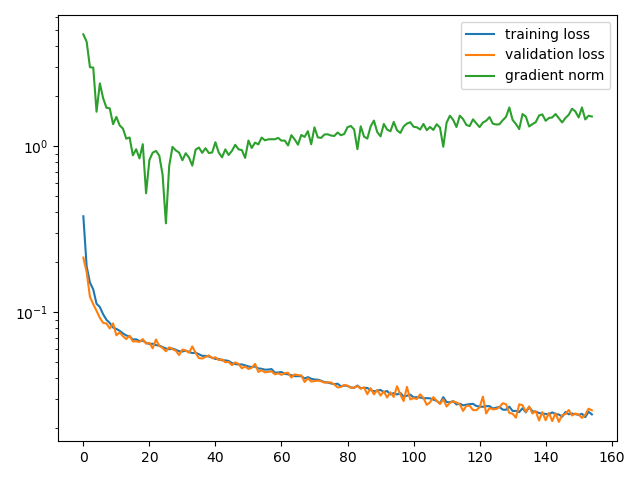 training loss
validation loss
gradient norm
10⁰
10⁻¹
0 20 40 60 80 100 120 140 160